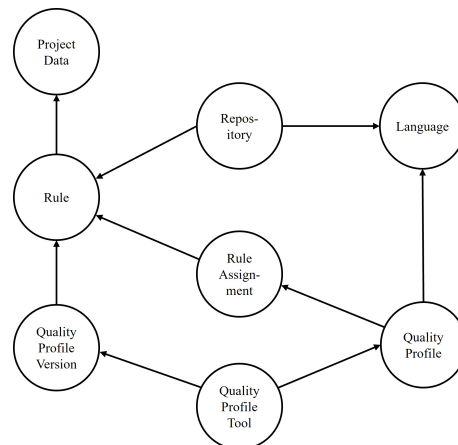 Project
Data
Repos-
itory
Language
Rule
Rule
Assign-
ment
Quality
Profile
Version
Quality
Profile
Quality
Profile
Tool